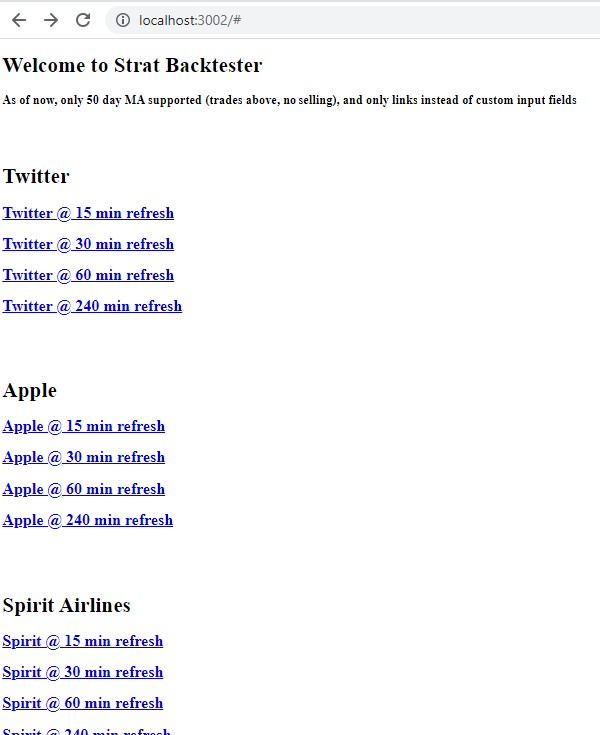 localhost:3002/#
Welcome to Strat Backtester
As of now, only 50 day MA supported (trades above, no selling), and only links instead of custom input fields
Twitter
Twitter @ 15 min refresh
Twitter @ 30 min refresh
Twitter @ 60 min refresh
Twitter @ 240 min refresh
Apple
Apple @ 15 min refresh
Apple @ 30 min refresh
Apple @ 60 min refresh
Apple @ 240 min refresh
Spirit Airlines
Spirit @ 15 min refresh
Spirit @ 30 min refresh
Spirit @ 60 min refresh
Spirit @ 240 min refresh